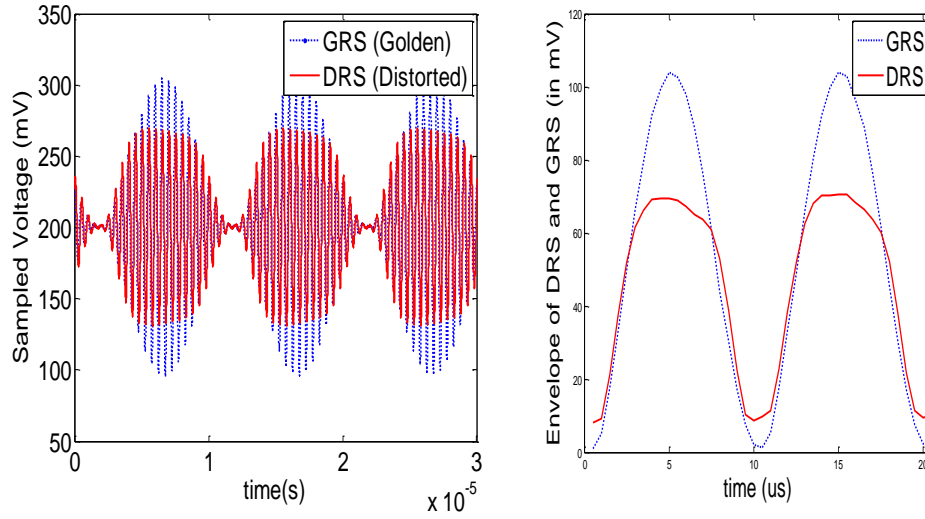 350
300
250
200
150
100
50
Sampled Voltage (mV)
GRS (Golden)
DRS (Distorted)
0
1
2
3
time(s)
x 10^-5
120
100
80
60
40
20
0
Envelope of DRS and GRS (in mV)
GRS
DRS
0
5
10
15
20
time (us)